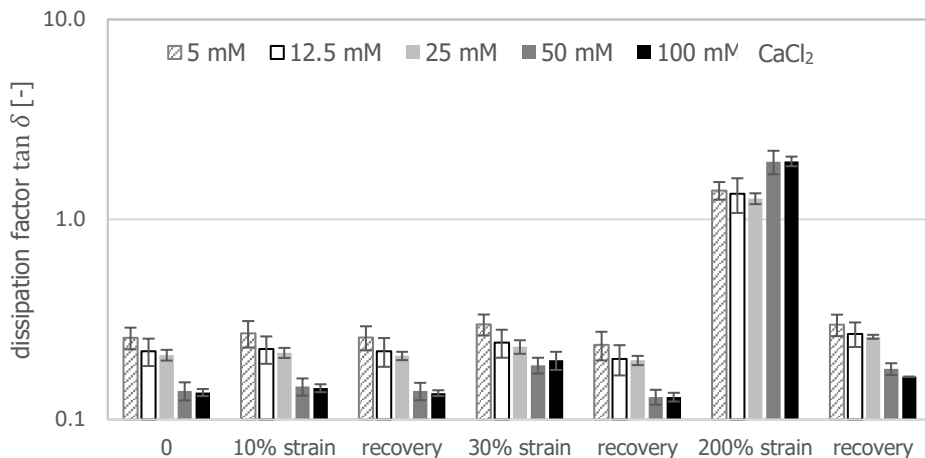 10.0
5 mM 12.5 mM 25 mM 50 mM 100 mM CaCl₂
dissipation factor tan δ [-]
1.0
0.1
0 10% strain recovery 30% strain recovery 200% strain recovery